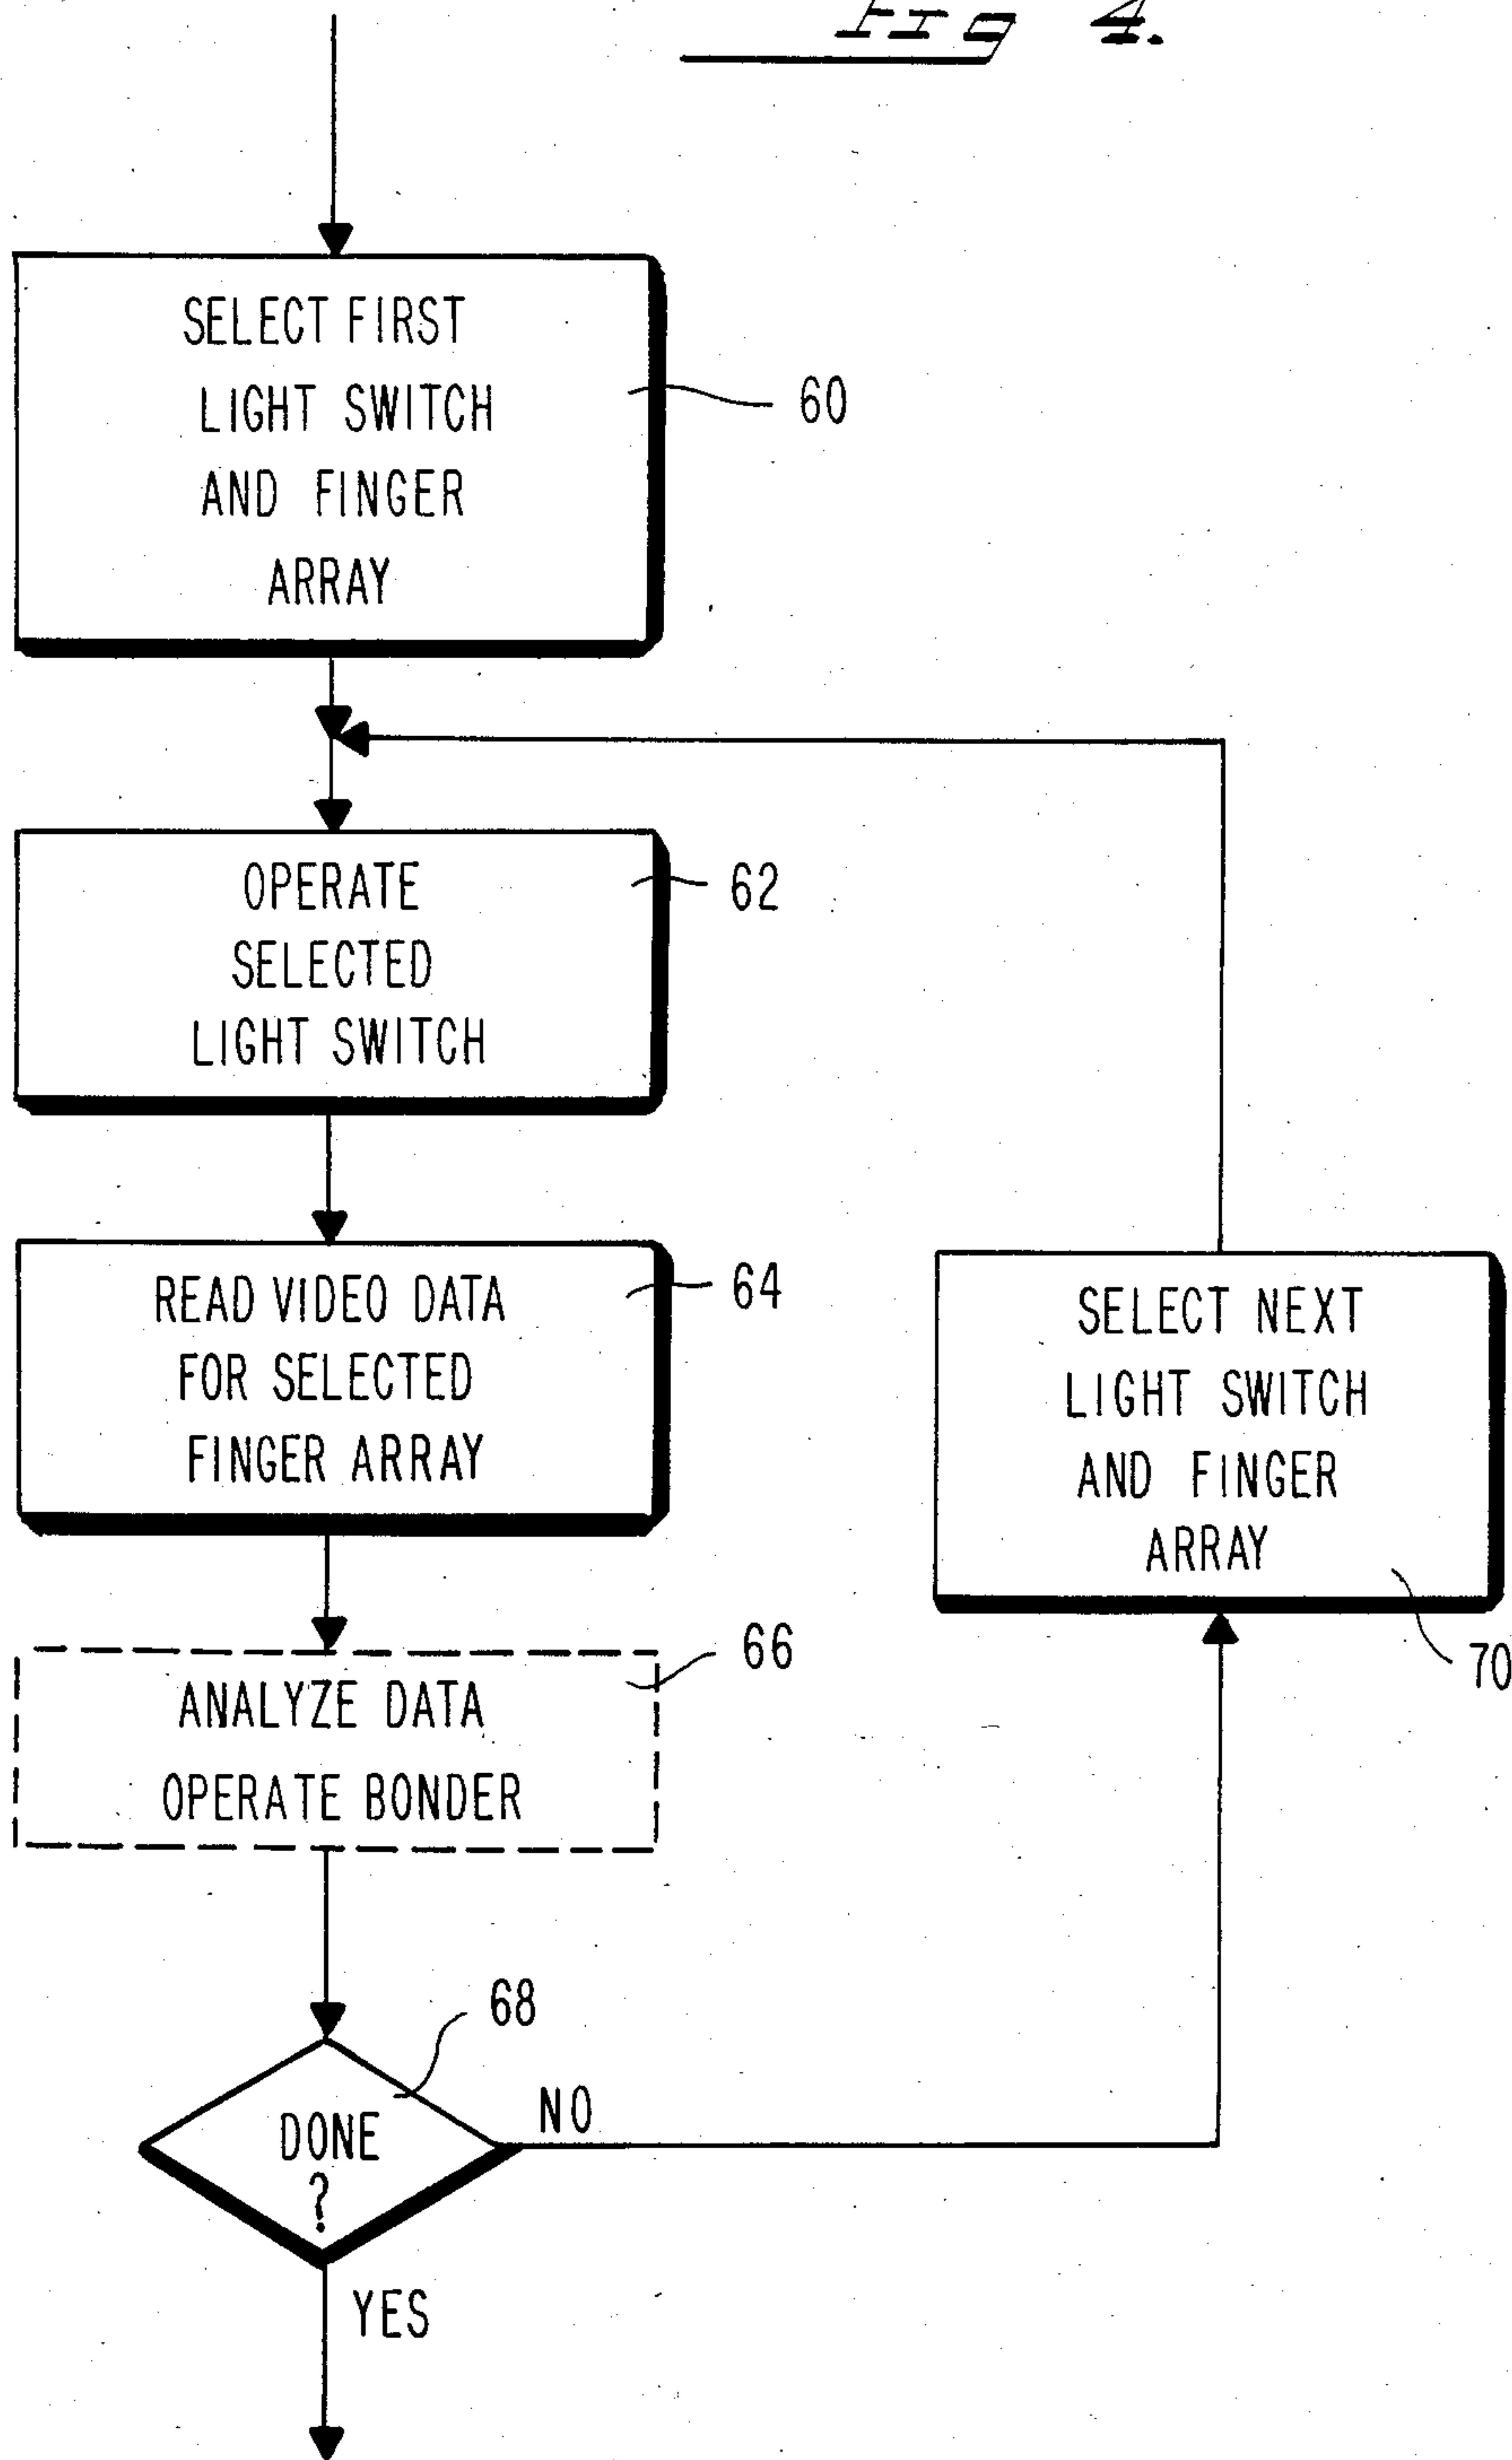 Fig 4.
SELECT FIRST
LIGHT SWITCH
AND FINGER
ARRAY
60
OPERATE
SELECTED
LIGHT SWITCH
62
READ VIDEO DATA
FOR SELECTED
FINGER ARRAY
64
SELECT NEXT
LIGHT SWITCH
AND FINGER
ARRAY
70
ANALYZE DATA
OPERATE BONDER
66
68
DONE
?
NO
YES